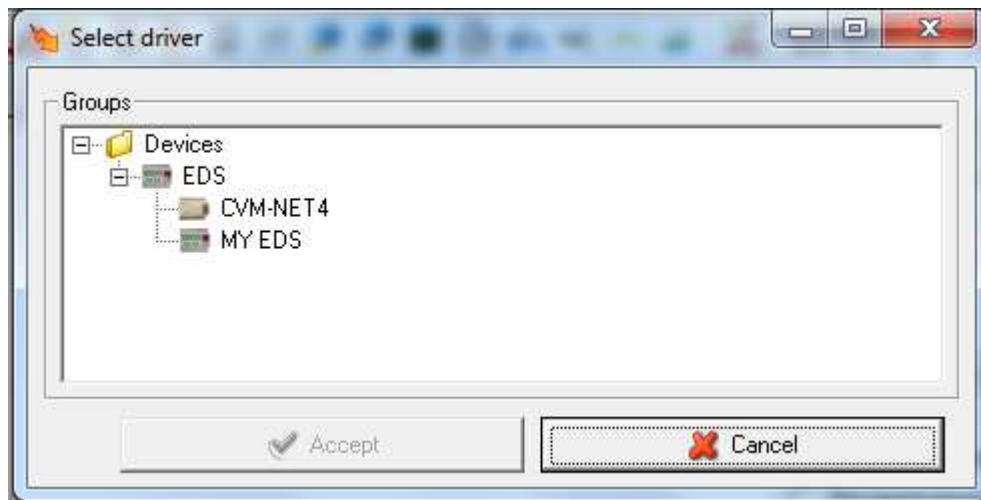 Select driver
Groups
Devices
EDS
CVM-NET4
MY EDS
Accept
Cancel